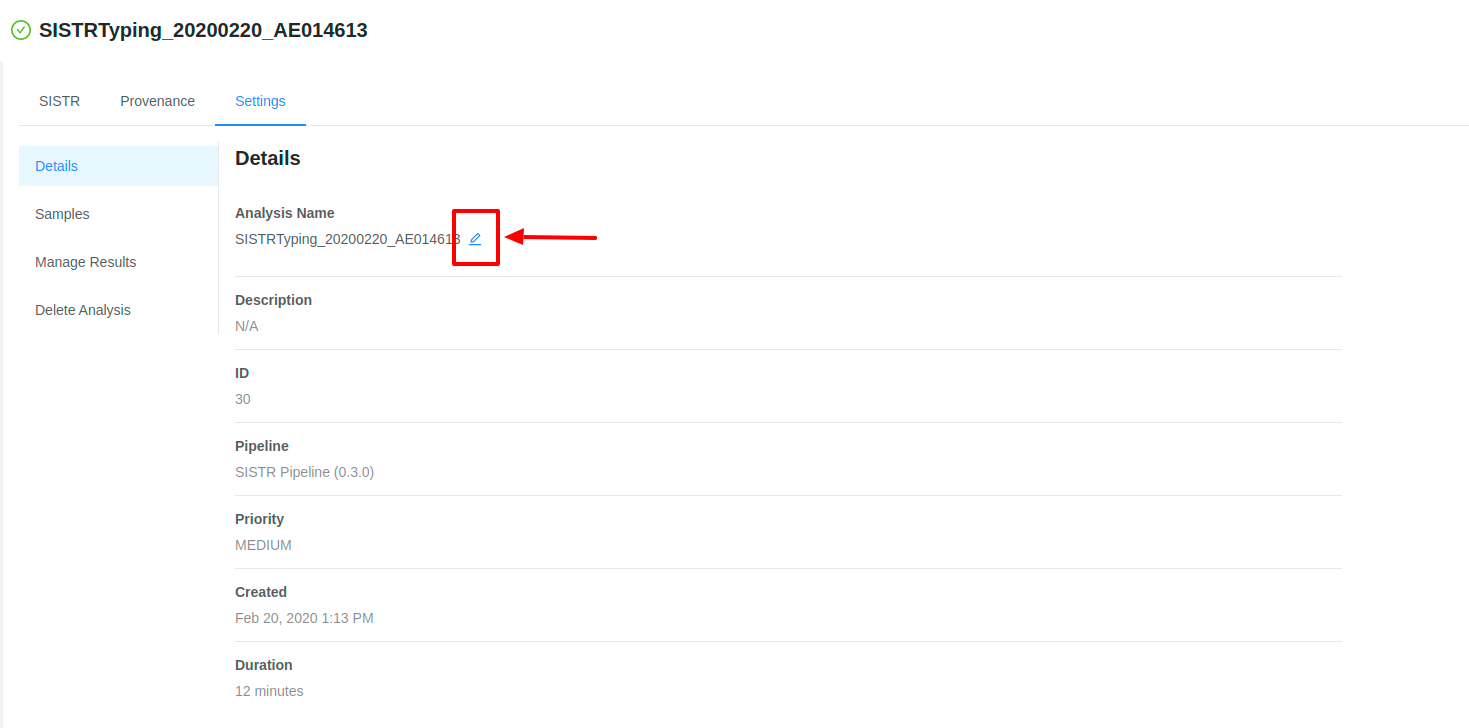 SISTRTyping_20200220_AE014613
SISTR Provenance Settings
Details
Samples
Manage Results
Delete Analysis
Details
Analysis Name
SISTRTyping_20200220_AE014613
Description
N/A
ID
30
Pipeline
SISTR Pipeline (0.3.0)
Priority
MEDIUM
Created
Feb 20, 2020 1:13 PM
Duration
12 minutes